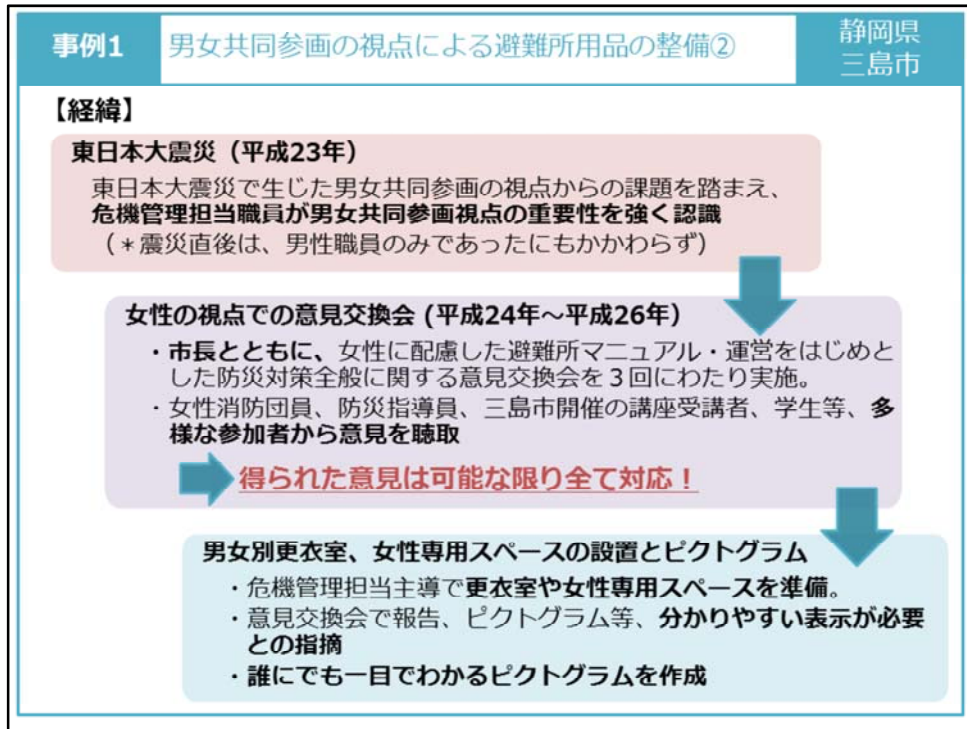 事例1
男女共同参画の視点による避難所用品の整備②
静岡県
三島市
【経緯】
東日本大震災（平成23年）
東日本大震災で生じた男女共同参画の視点からの課題を踏まえ、
危機管理担当職員が男女共同参画視点の重要性を強く認識
（＊震災直後は、男性職員のみであったにもかかわらず）
女性の視点での意見交換会 (平成24年～平成26年）
・市長とともに、女性に配慮した避難所マニュアル・運営をはじめと
した防災対策全般に関する意見交換会を３回にわたり実施。
・女性消防団員、防災指導員、三島市開催の講座受講者、学生等、多
様な参加者から意見を聴取
得られた意見は可能な限り全て対応！
男女別更衣室、女性専用スペースの設置とピクトグラム
・危機管理担当主導で更衣室や女性専用スペースを準備。
・意見交換会で報告、ピクトグラム等、分かりやすい表示が必要
との指摘
・誰にでも一目でわかるピクトグラムを作成